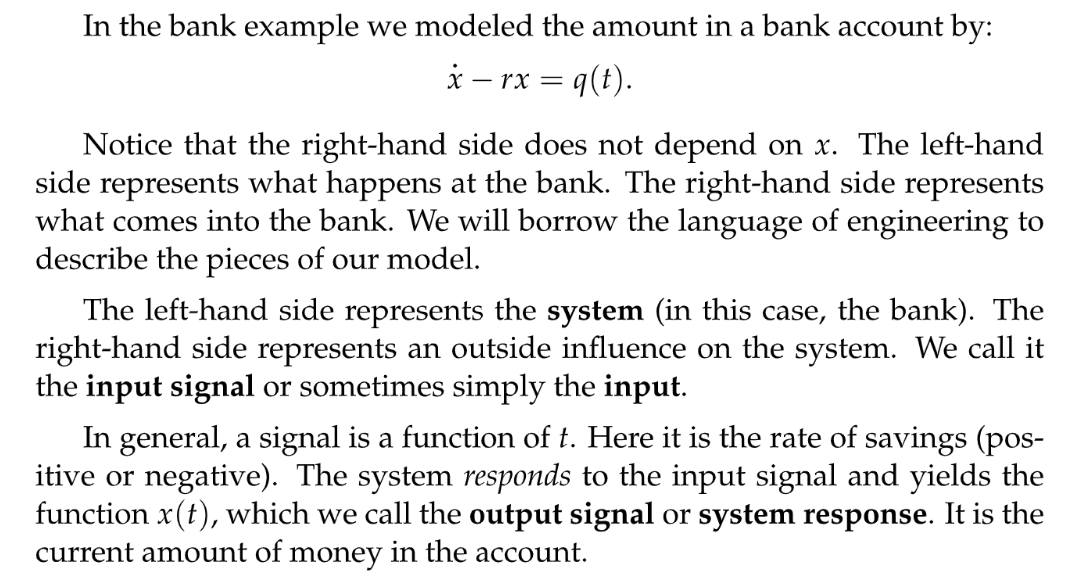 In the bank example we modeled the amount in a bank account by:
ẋ − rx = q(t).
Notice that the right-hand side does not depend on x. The left-hand
side represents what happens at the bank. The right-hand side represents
what comes into the bank. We will borrow the language of engineering to
describe the pieces of our model.
The left-hand side represents the system (in this case, the bank). The
right-hand side represents an outside influence on the system. We call it
the input signal or sometimes simply the input.
In general, a signal is a function of t. Here it is the rate of savings (pos-
itive or negative). The system responds to the input signal and yields the
function x(t), which we call the output signal or system response. It is the
current amount of money in the account.